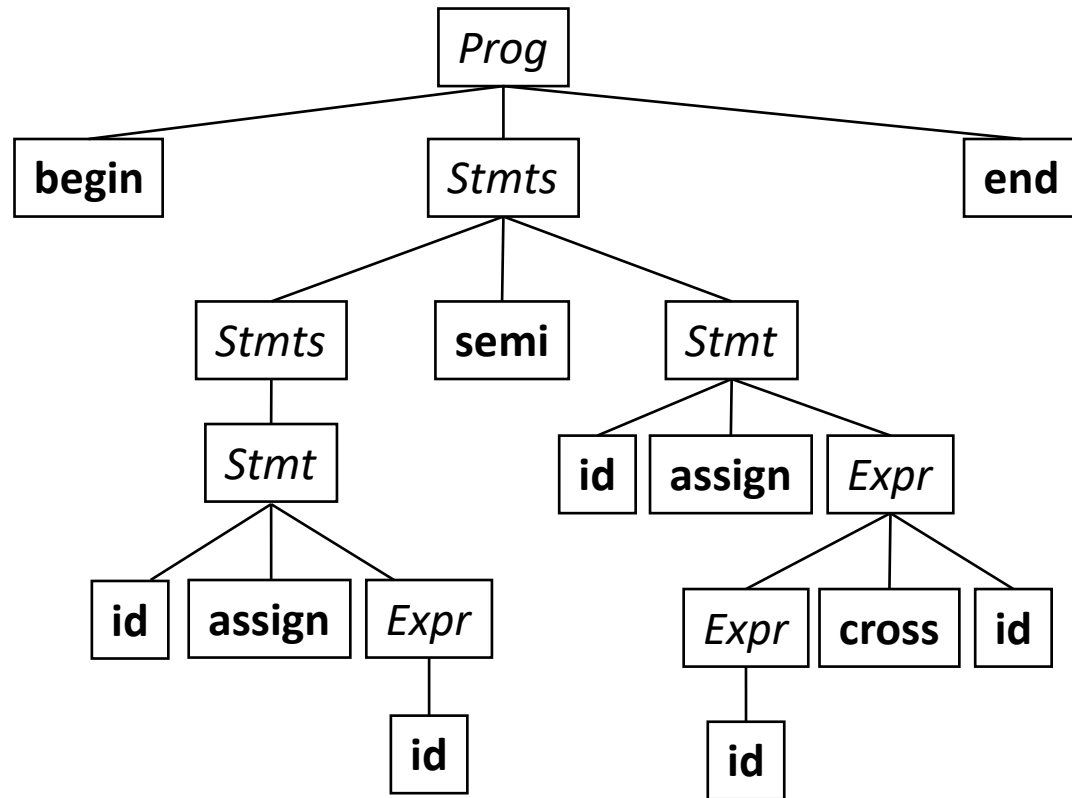 Prog
begin Stmts end
Stmts semi Stmt
Stmt id assign Expr
id assign Expr Expr cross id
id id